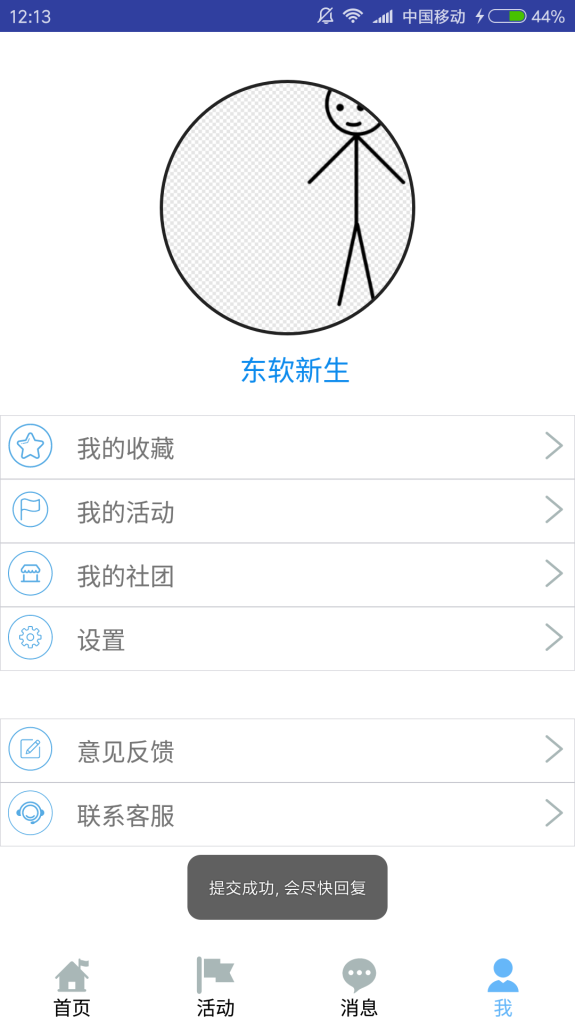 12:13 中国移动 44%
东软新生
我的收藏
我的活动
我的社团
设置
意见反馈
联系客服
提交成功, 会尽快回复
首页 活动 消息 我